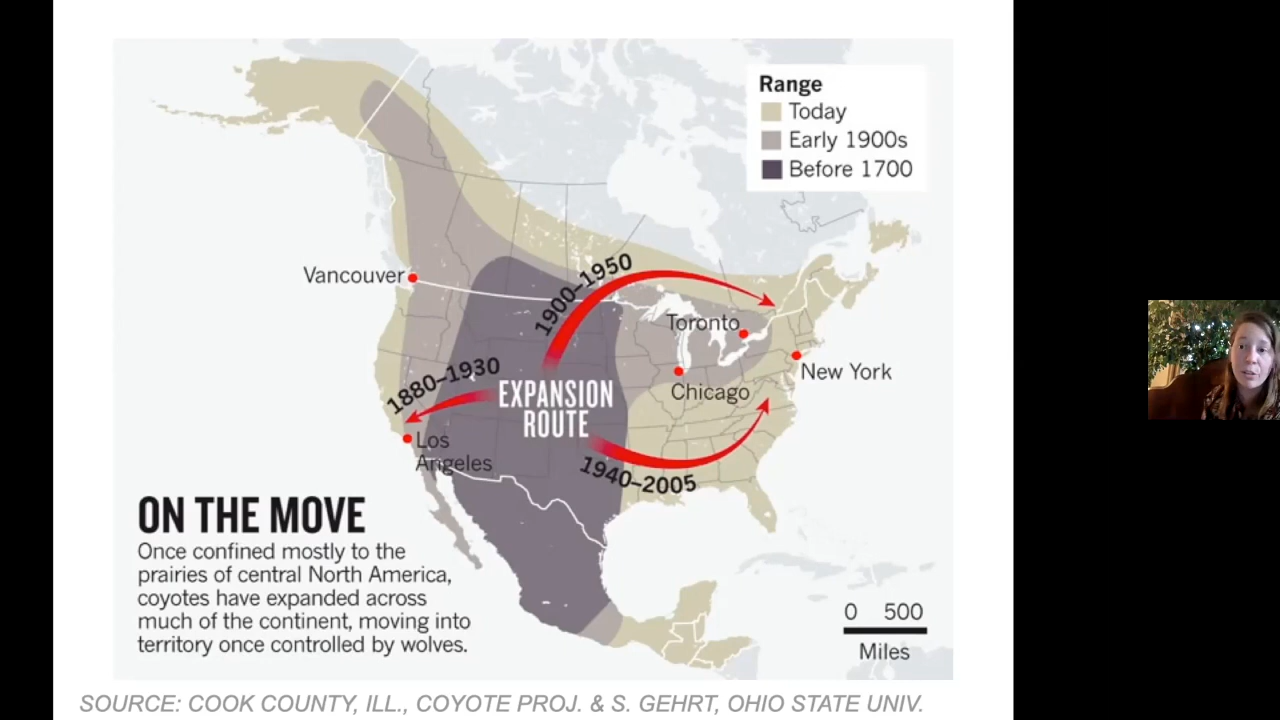 Range
Today
Early 1900s
Before 1700
Vancouver
1900–1950
Toronto
New York
Chicago
1880–1930
EXPANSION
ROUTE
Los
Angeles
1940–2005
ON THE MOVE
Once confined mostly to the
prairies of central North America,
coyotes have expanded across
much of the continent, moving into
territory once controlled by wolves.
0 500
Miles
SOURCE: COOK COUNTY, ILL., COYOTE PROJ. & S. GEHRT, OHIO STATE UNIV.